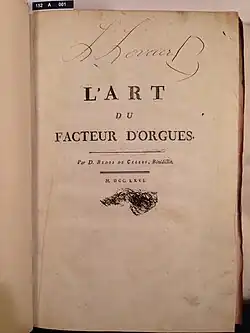 152 A 001
L'ART
DU
FACTEUR D'ORGUES.
Par D. BEDOS DE CELLES, Bénédictin.
M. DCC. LXVI.